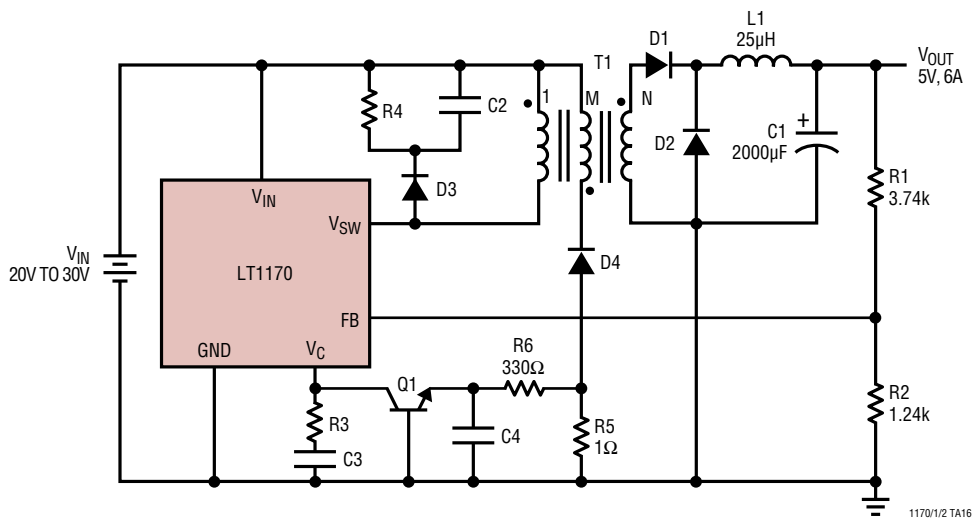 L1
25µH
D1
T1
V_OUT
5V, 6A
1
M
N
R4
C2
D2
+
C1
2000µF
D3
R1
3.74k
V_IN
V_SW
V_IN
20V TO 30V
LT1170
D4
FB
GND
V_C
R6
330Ω
Q1
R2
1.24k
R3
C4
R5
1Ω
C3
1170/1/2 TA16